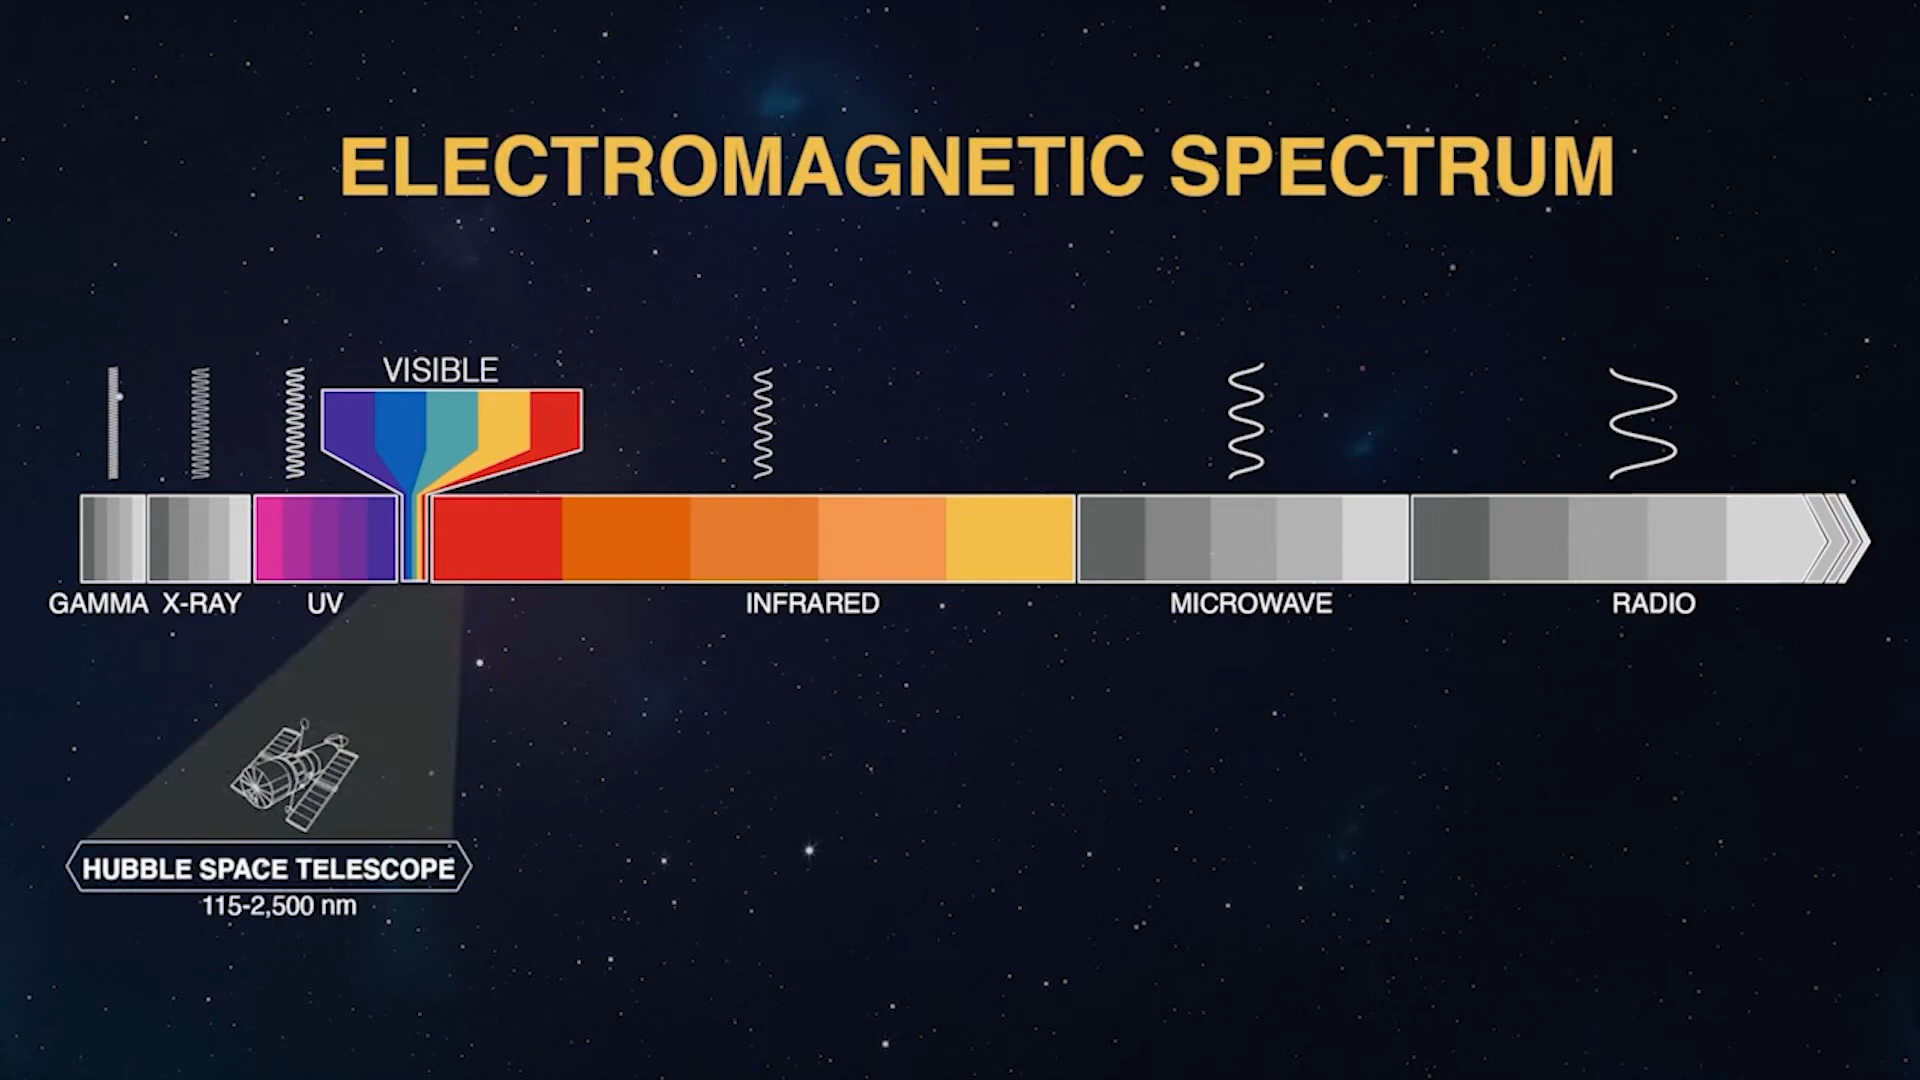 ELECTROMAGNETIC SPECTRUM
VISIBLE
GAMMA X-RAY UV INFRARED MICROWAVE RADIO
HUBBLE SPACE TELESCOPE
115-2,500 nm